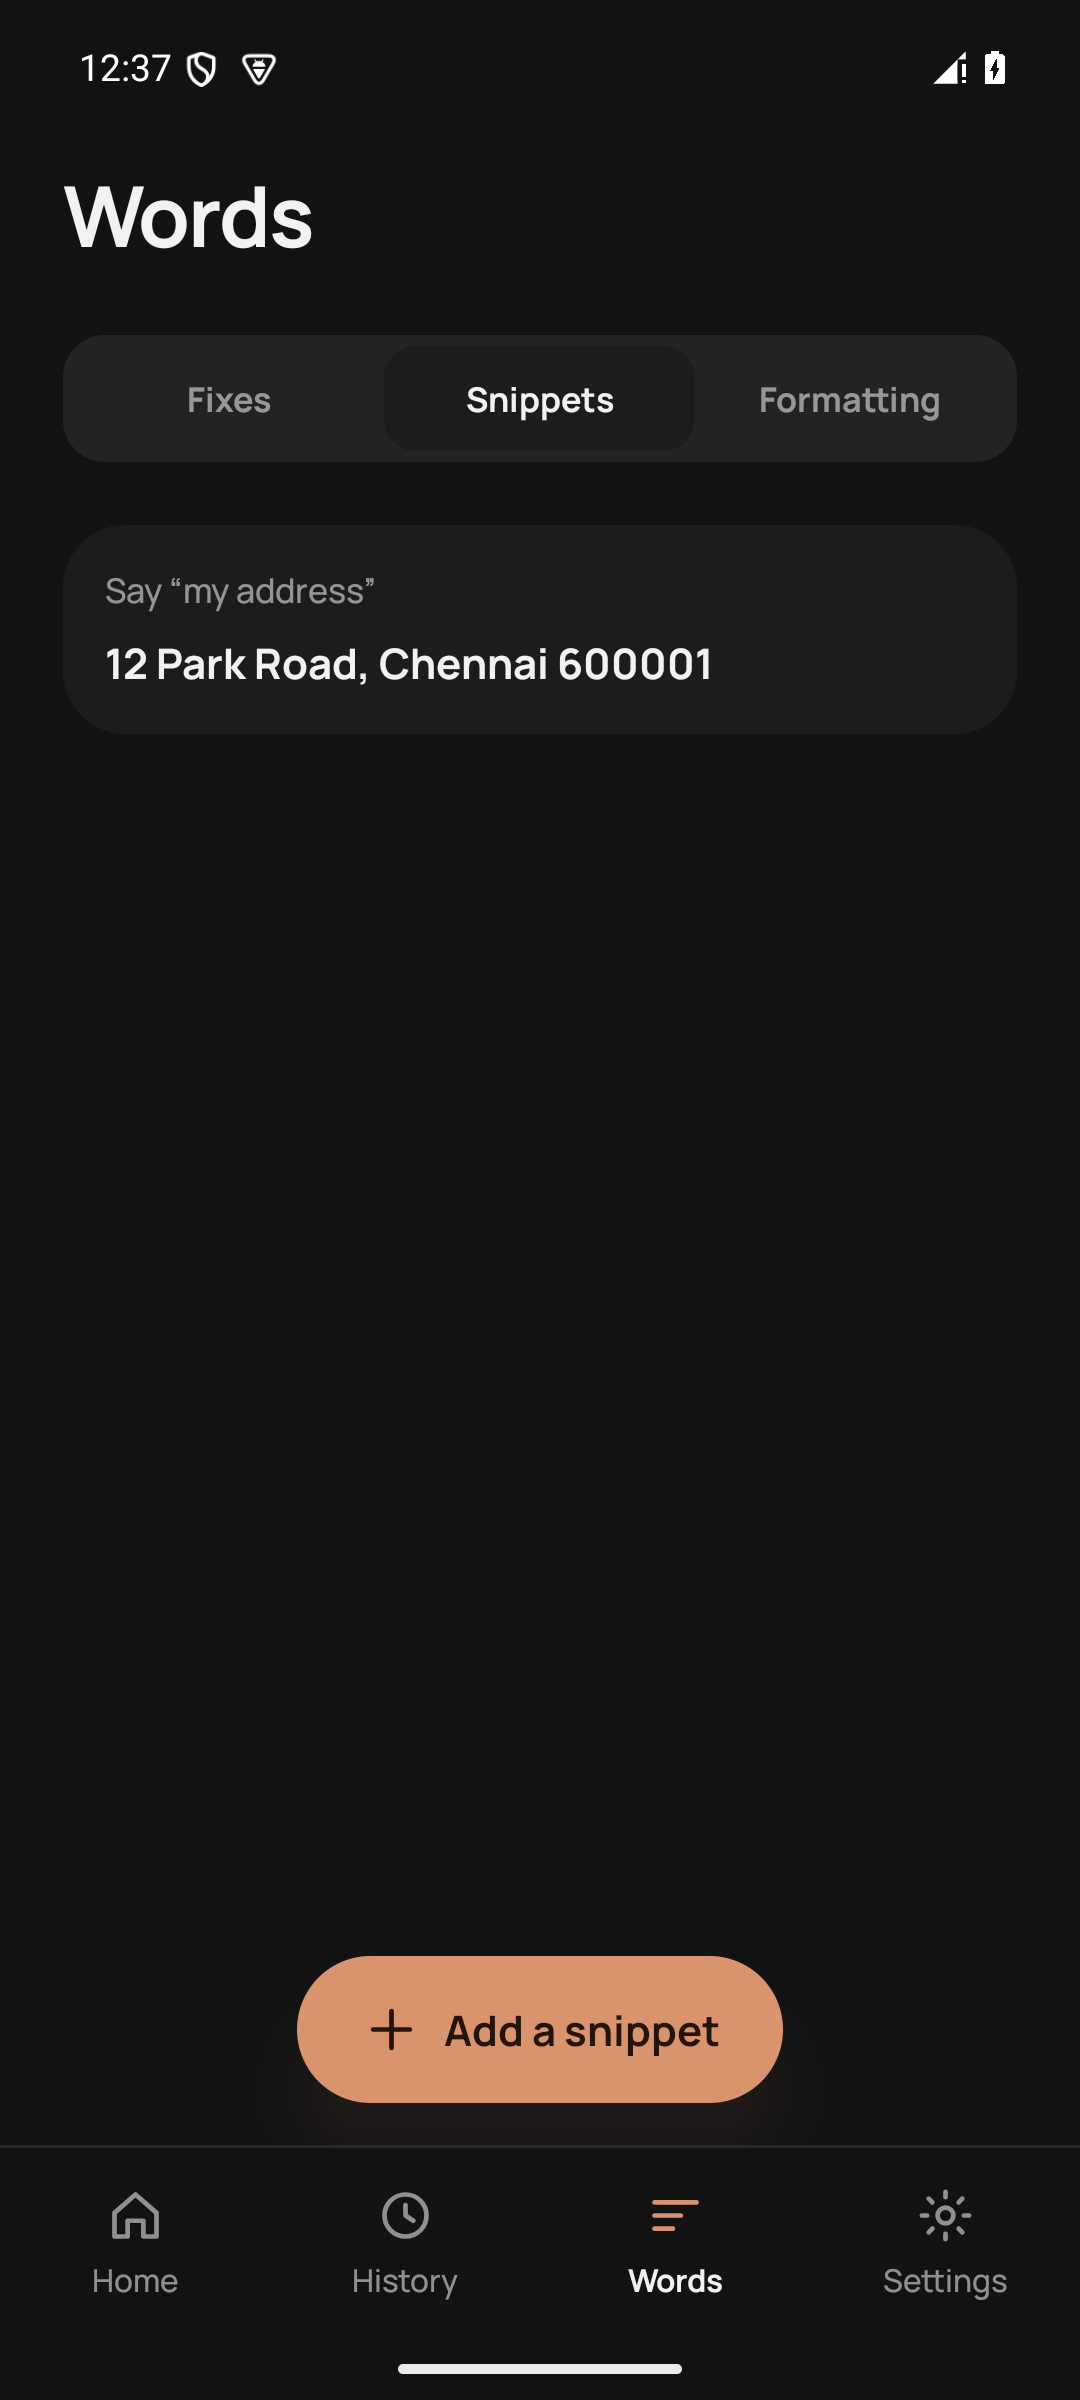 12:37
Words
Fixes
Snippets
Formatting
Say “my address”
12 Park Road, Chennai 600001
Add a snippet
Home
History
Words
Settings